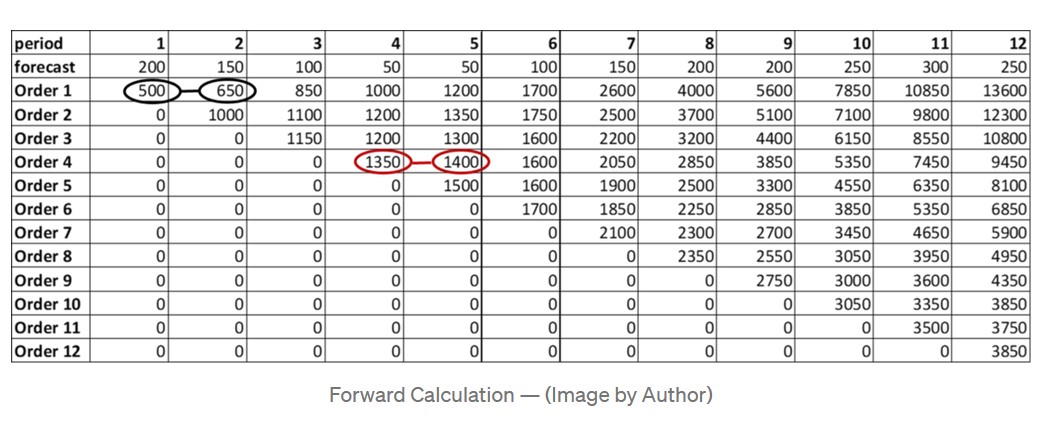 period 1 2 3 4 5 6 7 8 9 10 11 12
forecast 200 150 100 50 50 100 150 200 200 250 300 250
Order 1 500 650 850 1000 1200 1700 2600 4000 5600 7850 10850 13600
Order 2 0 1000 1100 1200 1350 1750 2500 3700 5100 7100 9800 12300
Order 3 0 0 1150 1200 1300 1600 2200 3200 4400 6150 8550 10800
Order 4 0 0 0 1350 1400 1600 2050 2850 3850 5350 7450 9450
Order 5 0 0 0 0 1500 1600 1900 2500 3300 4550 6350 8100
Order 6 0 0 0 0 0 1700 1850 2250 2850 3850 5350 6850
Order 7 0 0 0 0 0 0 2100 2300 2700 3450 4650 5900
Order 8 0 0 0 0 0 0 0 2350 2550 3050 3950 4950
Order 9 0 0 0 0 0 0 0 0 2750 3000 3600 4350
Order 10 0 0 0 0 0 0 0 0 0 3050 3350 3850
Order 11 0 0 0 0 0 0 0 0 0 0 3500 3750
Order 12 0 0 0 0 0 0 0 0 0 0 0 3850
Forward Calculation — (Image by Author)